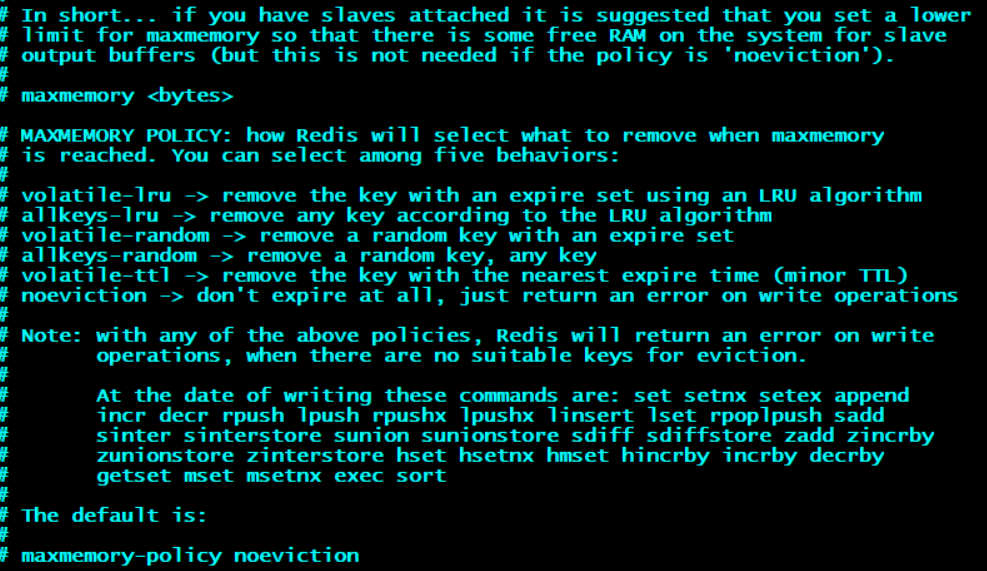 # In short... if you have slaves attached it is suggested that you set a lower
# limit for maxmemory so that there is some free RAM on the system for slave
# output buffers (but this is not needed if the policy is 'noeviction').
#
# maxmemory <bytes>
# MAXMEMORY POLICY: how Redis will select what to remove when maxmemory
# is reached. You can select among five behaviors:
#
# volatile-lru -> remove the key with an expire set using an LRU algorithm
# allkeys-lru -> remove any key according to the LRU algorithm
# volatile-random -> remove a random key with an expire set
# allkeys-random -> remove a random key, any key
# volatile-ttl -> remove the key with the nearest expire time (minor TTL)
# noeviction -> don't expire at all, just return an error on write operations
#
# Note: with any of the above policies, Redis will return an error on write
#       operations, when there are no suitable keys for eviction.
#
#       At the date of writing these commands are: set setnx setex append
#       incr decr rpush lpush rpushx lpushx linsert lset rpoplpush sadd
#       sinter sinterstore sunion sunionstore sdiff sdiffstore zadd zincrby
#       zunionstore zinterstore hset hsetnx hmset hincrby incrby decrby
#       getset mset msetnx exec sort
#
# The default is:
#
# maxmemory-policy noeviction